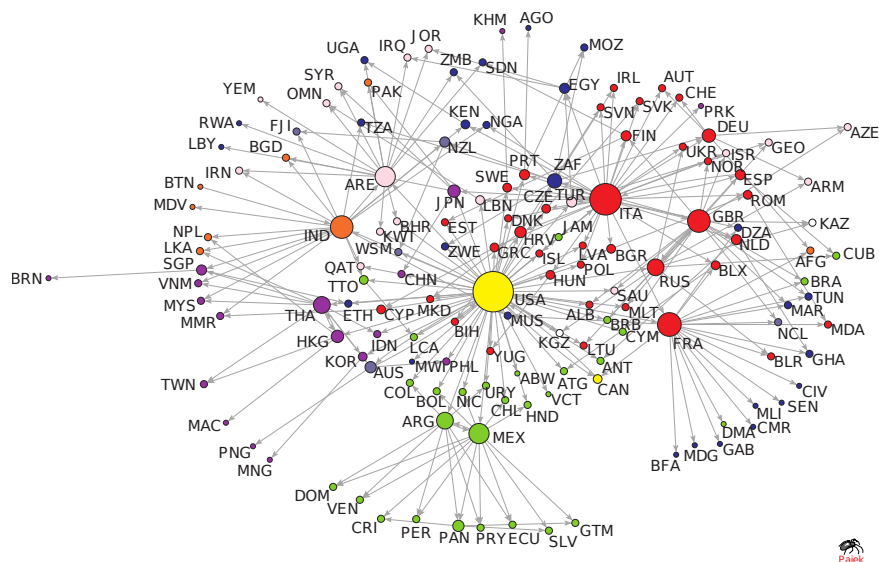 KHM AGO
JOR
IRQ
UGA ZMB SDN MOZ
SYR
EGY IRL AUT
YEM OMN PAK SVN SVK CHE
PRK
RWA FJI TZA KEN NGA FIN DEU
AZE
LBY BGD NZL PRT ZAF UKR ISR GEO
IRN ARE SWE NOR
BTN JPN LBN CZE TUR ITA ESP ARM
MDV DNK JAM ROM
NPL IND BHR EST HRV GBR KAZ
LKA WSM KWT ZWE GRC DZA
SGP ISL LVA BGR NLD
BRN QAT CHN POL RUS BLX AFG CUB
VNM TTO HUN BRA
MYS USA SAU TUN
MMR THA ETH CYP MKD ALB MLT MAR
HKG BIH MUS BRB NCL MDA
IDN KGZ CYM FRA
KOR LCA YUG LTU BLR GHA
TWN AUS MWI PHL ABW ATG ANT
COL BOL NIC URY VCT CAN CIV
MAC CHL HND SEN
ARG MLI
MEX DMA CMR
PNG GAB
MNG BFA MDG
DOM
VEN
CRI PER PAN PRY ECU SLV GTM
Pajek